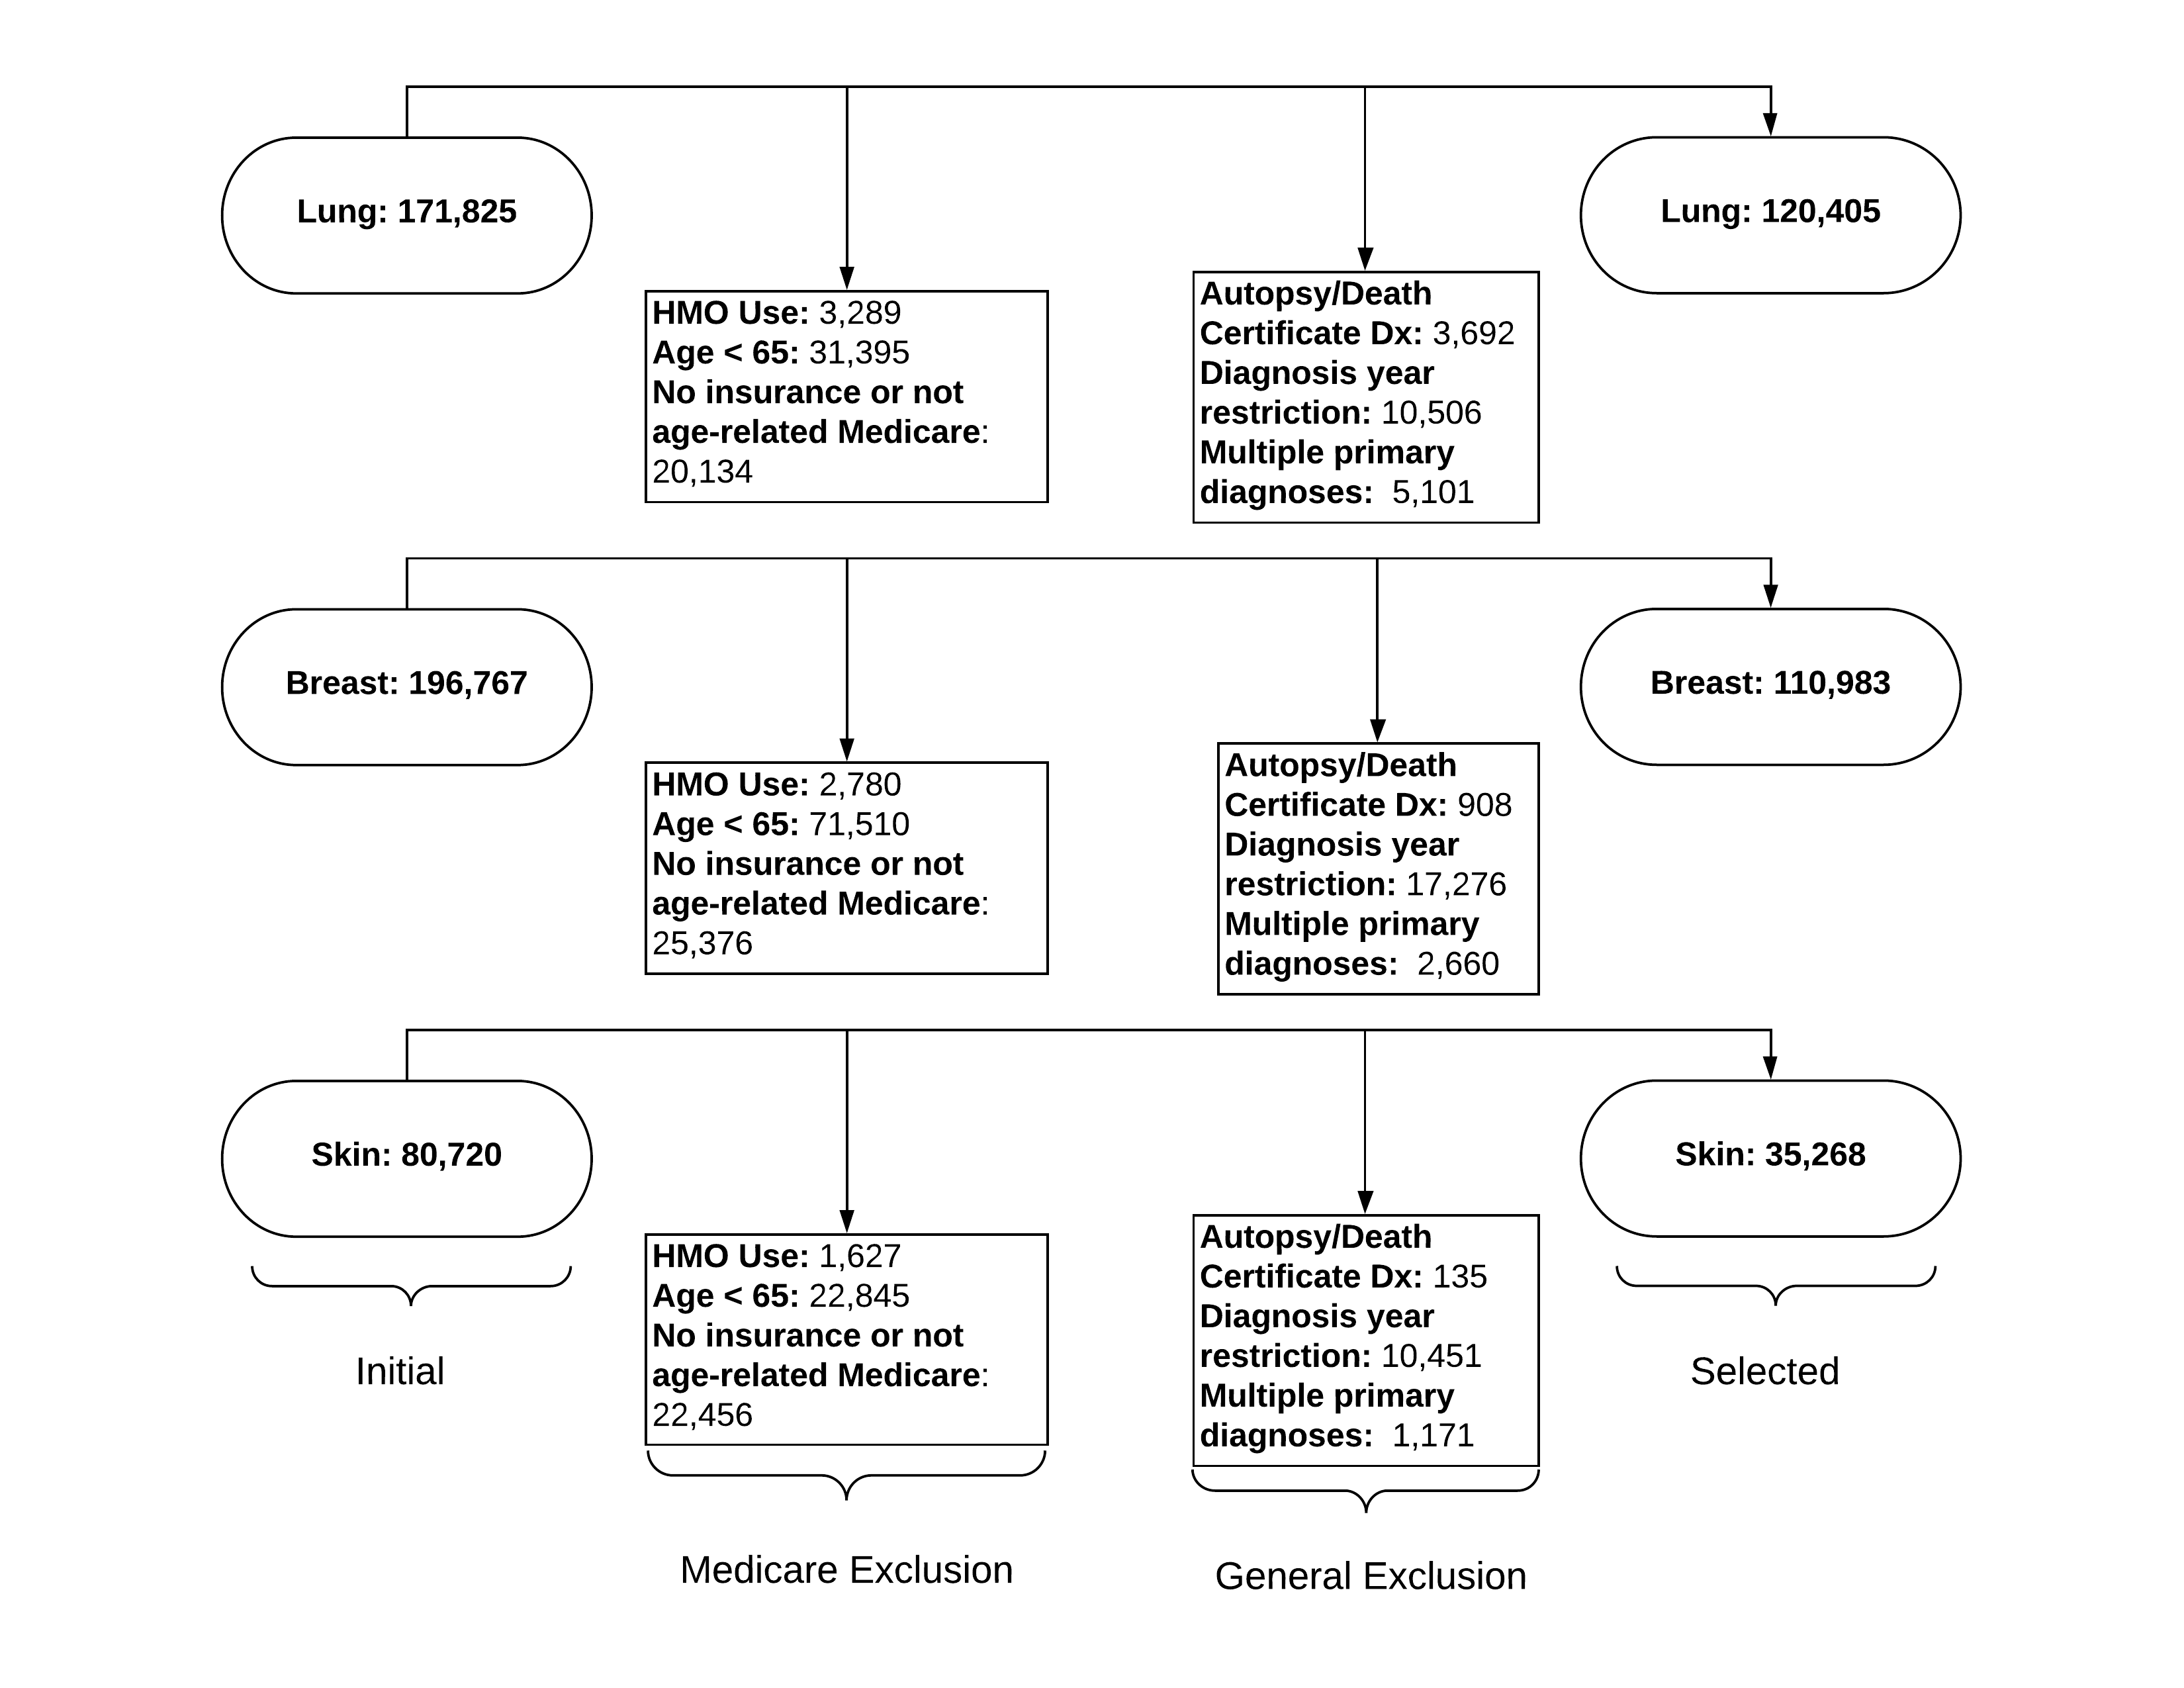 Lung: 171,825
HMO Use: 3,289
Age < 65: 31,395
No insurance or not
age-related Medicare:
20,134
Autopsy/Death
Certificate Dx: 3,692
Diagnosis year
restriction: 10,506
Multiple primary
diagnoses:  5,101
Lung: 120,405
Breast: 196,767
HMO Use: 2,780
Age < 65: 71,510
No insurance or not
age-related Medicare:
25,376
Autopsy/Death
Certificate Dx: 908
Diagnosis year
restriction: 17,276
Multiple primary
diagnoses:  2,660
Breast: 110,983
Skin: 80,720
HMO Use: 1,627
Age < 65: 22,845
No insurance or not
age-related Medicare:
22,456
Autopsy/Death
Certificate Dx: 135
Diagnosis year
restriction: 10,451
Multiple primary
diagnoses:  1,171
Skin: 35,268
Initial
Medicare Exclusion
General Exclusion
Selected